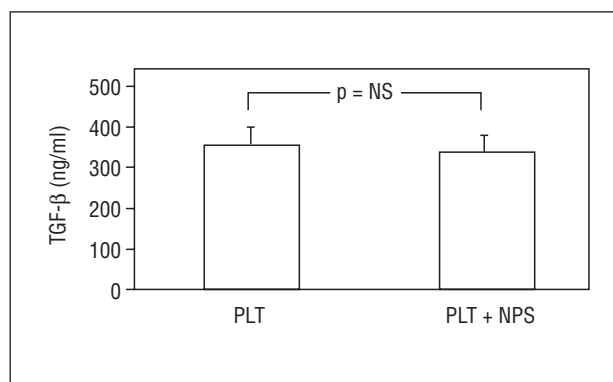 p = NS
TGF-β (ng/ml)
500
400
300
200
100
0
PLT
PLT + NPS